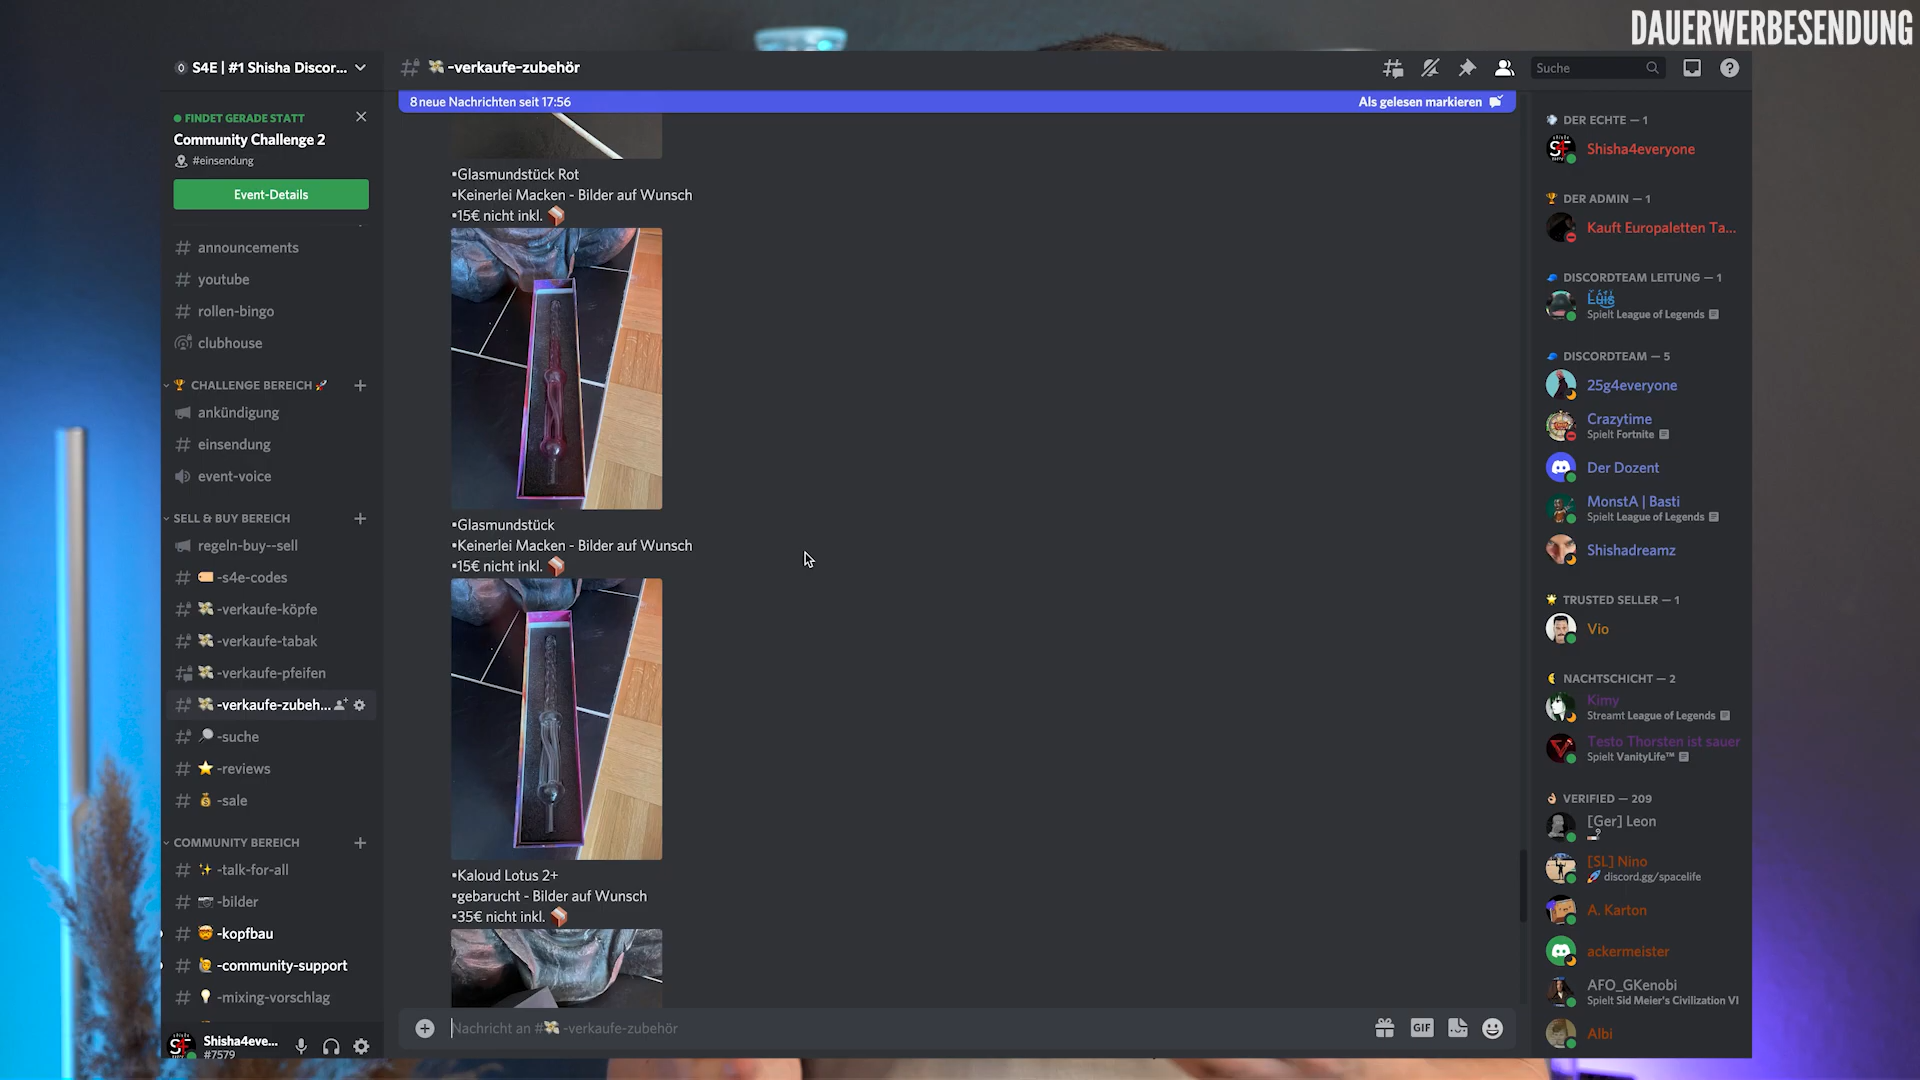 DAUERWERBESENDUNG
S4E | #1 Shisha Discor...
FINDET GERADE STATT
Community Challenge 2
#einsendung
Event-Details
announcements
youtube
rollen-bingo
clubhouse
CHALLENGE BEREICH
ankündigung
einsendung
event-voice
SELL & BUY BEREICH
regeln-buy--sell
-s4e-codes
-verkaufe-köpfe
-verkaufe-tabak
-verkaufe-pfeifen
-verkaufe-zubeh...
-suche
-reviews
-sale
COMMUNITY BEREICH
-talk-for-all
-bilder
-kopfbau
-community-support
-mixing-vorschlag
Shisha4eve...
#7579
-verkaufe-zubehör
Suche
8 neue Nachrichten seit 17:56
Als gelesen markieren
▪Glasmundstück Rot
▪Keinerlei Macken - Bilder auf Wunsch
▪15€ nicht inkl.
▪Glasmundstück
▪Keinerlei Macken - Bilder auf Wunsch
▪15€ nicht inkl.
▪Kaloud Lotus 2+
▪gebarucht - Bilder auf Wunsch
▪35€ nicht inkl.
Nachricht an #💸-verkaufe-zubehör
GIF
DER ECHTE — 1
Shisha4everyone
DER ADMIN — 1
Kauft Europaletten Ta...
DISCORDTEAM LEITUNG — 1
Spielt League of Legends
DISCORDTEAM — 5
25g4everyone
Crazytime
Spielt Fortnite
Der Dozent
MonstA | Basti
Spielt League of Legends
Shishadreamz
TRUSTED SELLER — 1
Vio
NACHTSCHICHT — 2
Kimy
Streamt League of Legends
Testo Thorsten ist sauer
Spielt VanityLife™
VERIFIED — 209
[Ger] Leon
[SL] Nino
discord.gg/spacelife
A. Karton
ackermeister
AFO_GKenobi
Spielt Sid Meier's Civilization VI
Albi